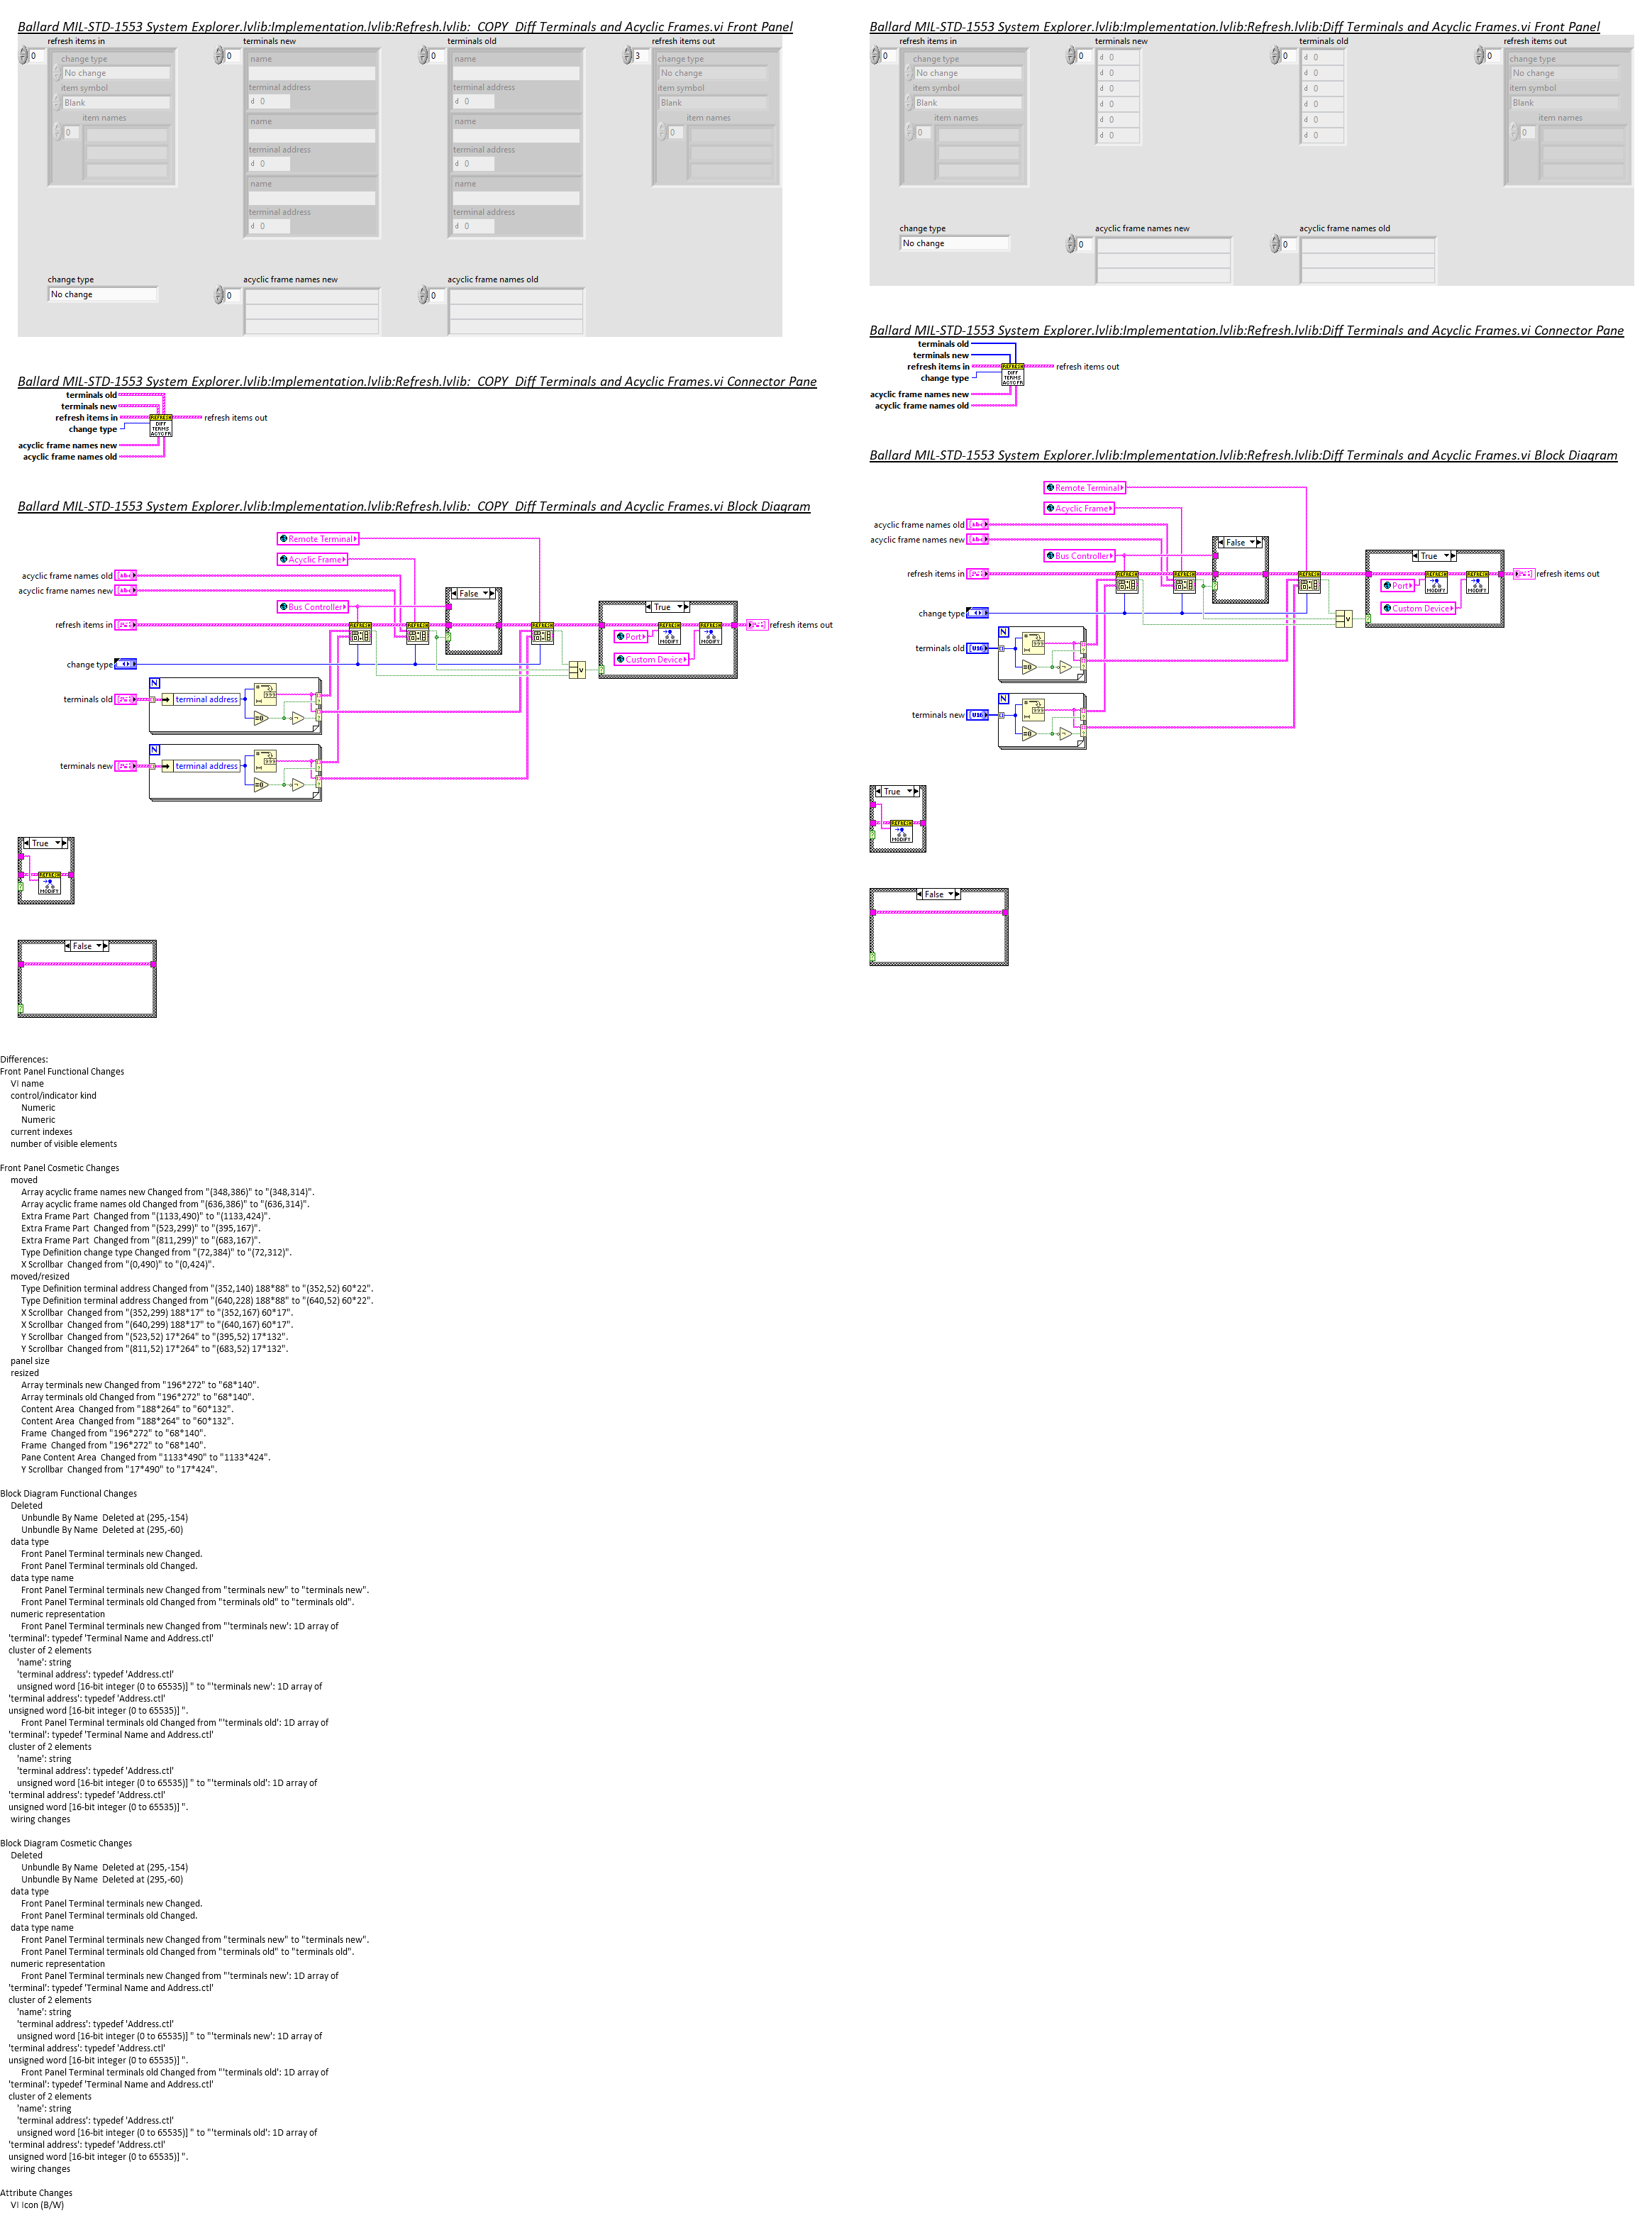 Ballard MIL-STD-1553 System Explorer.lvlib:Implementation.lvlib:Refresh.lvlib:  COPY  Diff Terminals and Acyclic Frames.vi Front Panel
refresh items in
terminals new
terminals old
refresh items out
0
0
0
3
change type
No change
item symbol
Blank
item names
0
name
terminal address
d 0
name
terminal address
d 0
name
terminal address
d 0
name
terminal address
d 0
name
terminal address
d 0
name
terminal address
d 0
change type
No change
item symbol
Blank
item names
0
change type
No change
acyclic frame names new
0
acyclic frame names old
0
Ballard MIL-STD-1553 System Explorer.lvlib:Implementation.lvlib:Refresh.lvlib:  COPY  Diff Terminals and Acyclic Frames.vi Connector Pane
terminals old
terminals new
refresh items in
change type
acyclic frame names new
acyclic frame names old
REFRESH
DIFF
TERMS
ACYC FR
refresh items out
Ballard MIL-STD-1553 System Explorer.lvlib:Implementation.lvlib:Refresh.lvlib:  COPY  Diff Terminals and Acyclic Frames.vi Block Diagram
Remote Terminal
Acyclic Frame
acyclic frame names old
acyclic frame names new
Bus Controller
False
True
refresh items in
REFRESH
REFRESH
REFRESH
Port
REFRESH
MODIFY
REFRESH
MODIFY
refresh items out
Custom Device
change type
N
terminals old
terminal address
N
terminals new
terminal address
True
REFRESH
MODIFY
False
Ballard MIL-STD-1553 System Explorer.lvlib:Implementation.lvlib:Refresh.lvlib:Diff Terminals and Acyclic Frames.vi Front Panel
refresh items in
terminals new
terminals old
refresh items out
0
0
0
0
change type
No change
item symbol
Blank
item names
0
d 0
d 0
d 0
d 0
d 0
d 0
d 0
d 0
d 0
d 0
d 0
d 0
change type
No change
item symbol
Blank
item names
0
change type
No change
acyclic frame names new
0
acyclic frame names old
0
Ballard MIL-STD-1553 System Explorer.lvlib:Implementation.lvlib:Refresh.lvlib:Diff Terminals and Acyclic Frames.vi Connector Pane
terminals old
terminals new
refresh items in
change type
acyclic frame names new
acyclic frame names old
REFRESH
DIFF
TERMS
ACYC FR
refresh items out
Ballard MIL-STD-1553 System Explorer.lvlib:Implementation.lvlib:Refresh.lvlib:Diff Terminals and Acyclic Frames.vi Block Diagram
Remote Terminal
Acyclic Frame
acyclic frame names old
acyclic frame names new
Bus Controller
False
True
refresh items in
REFRESH
REFRESH
REFRESH
Port
REFRESH
MODIFY
REFRESH
MODIFY
refresh items out
Custom Device
change type
N
terminals old
U16
N
terminals new
U16
True
REFRESH
MODIFY
False
Differences:
Front Panel Functional Changes
VI name
control/indicator kind
Numeric
Numeric
current indexes
number of visible elements
Front Panel Cosmetic Changes
moved
Array acyclic frame names new Changed from "(348,386)" to "(348,314)".
Array acyclic frame names old Changed from "(636,386)" to "(636,314)".
Extra Frame Part  Changed from "(1133,490)" to "(1133,424)".
Extra Frame Part  Changed from "(523,299)" to "(395,167)".
Extra Frame Part  Changed from "(811,299)" to "(683,167)".
Type Definition change type Changed from "(72,384)" to "(72,312)".
X Scrollbar  Changed from "(0,490)" to "(0,424)".
moved/resized
Type Definition terminal address Changed from "(352,140) 188*88" to "(352,52) 60*22".
Type Definition terminal address Changed from "(640,228) 188*88" to "(640,52) 60*22".
X Scrollbar  Changed from "(352,299) 188*17" to "(352,167) 60*17".
X Scrollbar  Changed from "(640,299) 188*17" to "(640,167) 60*17".
Y Scrollbar  Changed from "(523,52) 17*264" to "(395,52) 17*132".
Y Scrollbar  Changed from "(811,52) 17*264" to "(683,52) 17*132".
panel size
resized
Array terminals new Changed from "196*272" to "68*140".
Array terminals old Changed from "196*272" to "68*140".
Content Area  Changed from "188*264" to "60*132".
Content Area  Changed from "188*264" to "60*132".
Frame  Changed from "196*272" to "68*140".
Frame  Changed from "196*272" to "68*140".
Pane Content Area  Changed from "1133*490" to "1133*424".
Y Scrollbar  Changed from "17*490" to "17*424".
Block Diagram Functional Changes
Deleted
Unbundle By Name  Deleted at (295,-154)
Unbundle By Name  Deleted at (295,-60)
data type
Front Panel Terminal terminals new Changed.
Front Panel Terminal terminals old Changed.
data type name
Front Panel Terminal terminals new Changed from "terminals new" to "terminals new".
Front Panel Terminal terminals old Changed from "terminals old" to "terminals old".
numeric representation
Front Panel Terminal terminals new Changed from "'terminals new': 1D array of
'terminal': typedef 'Terminal Name and Address.ctl'
cluster of 2 elements
'name': string
'terminal address': typedef 'Address.ctl'
unsigned word [16-bit integer (0 to 65535)] " to "'terminals new': 1D array of
'terminal address': typedef 'Address.ctl'
unsigned word [16-bit integer (0 to 65535)] ".
Front Panel Terminal terminals old Changed from "'terminals old': 1D array of
'terminal': typedef 'Terminal Name and Address.ctl'
cluster of 2 elements
'name': string
'terminal address': typedef 'Address.ctl'
unsigned word [16-bit integer (0 to 65535)] " to "'terminals old': 1D array of
'terminal address': typedef 'Address.ctl'
unsigned word [16-bit integer (0 to 65535)] ".
wiring changes
Block Diagram Cosmetic Changes
Deleted
Unbundle By Name  Deleted at (295,-154)
Unbundle By Name  Deleted at (295,-60)
data type
Front Panel Terminal terminals new Changed.
Front Panel Terminal terminals old Changed.
data type name
Front Panel Terminal terminals new Changed from "terminals new" to "terminals new".
Front Panel Terminal terminals old Changed from "terminals old" to "terminals old".
numeric representation
Front Panel Terminal terminals new Changed from "'terminals new': 1D array of
'terminal': typedef 'Terminal Name and Address.ctl'
cluster of 2 elements
'name': string
'terminal address': typedef 'Address.ctl'
unsigned word [16-bit integer (0 to 65535)] " to "'terminals new': 1D array of
'terminal address': typedef 'Address.ctl'
unsigned word [16-bit integer (0 to 65535)] ".
Front Panel Terminal terminals old Changed from "'terminals old': 1D array of
'terminal': typedef 'Terminal Name and Address.ctl'
cluster of 2 elements
'name': string
'terminal address': typedef 'Address.ctl'
unsigned word [16-bit integer (0 to 65535)] " to "'terminals old': 1D array of
'terminal address': typedef 'Address.ctl'
unsigned word [16-bit integer (0 to 65535)] ".
wiring changes
Attribute Changes
VI Icon (B/W)